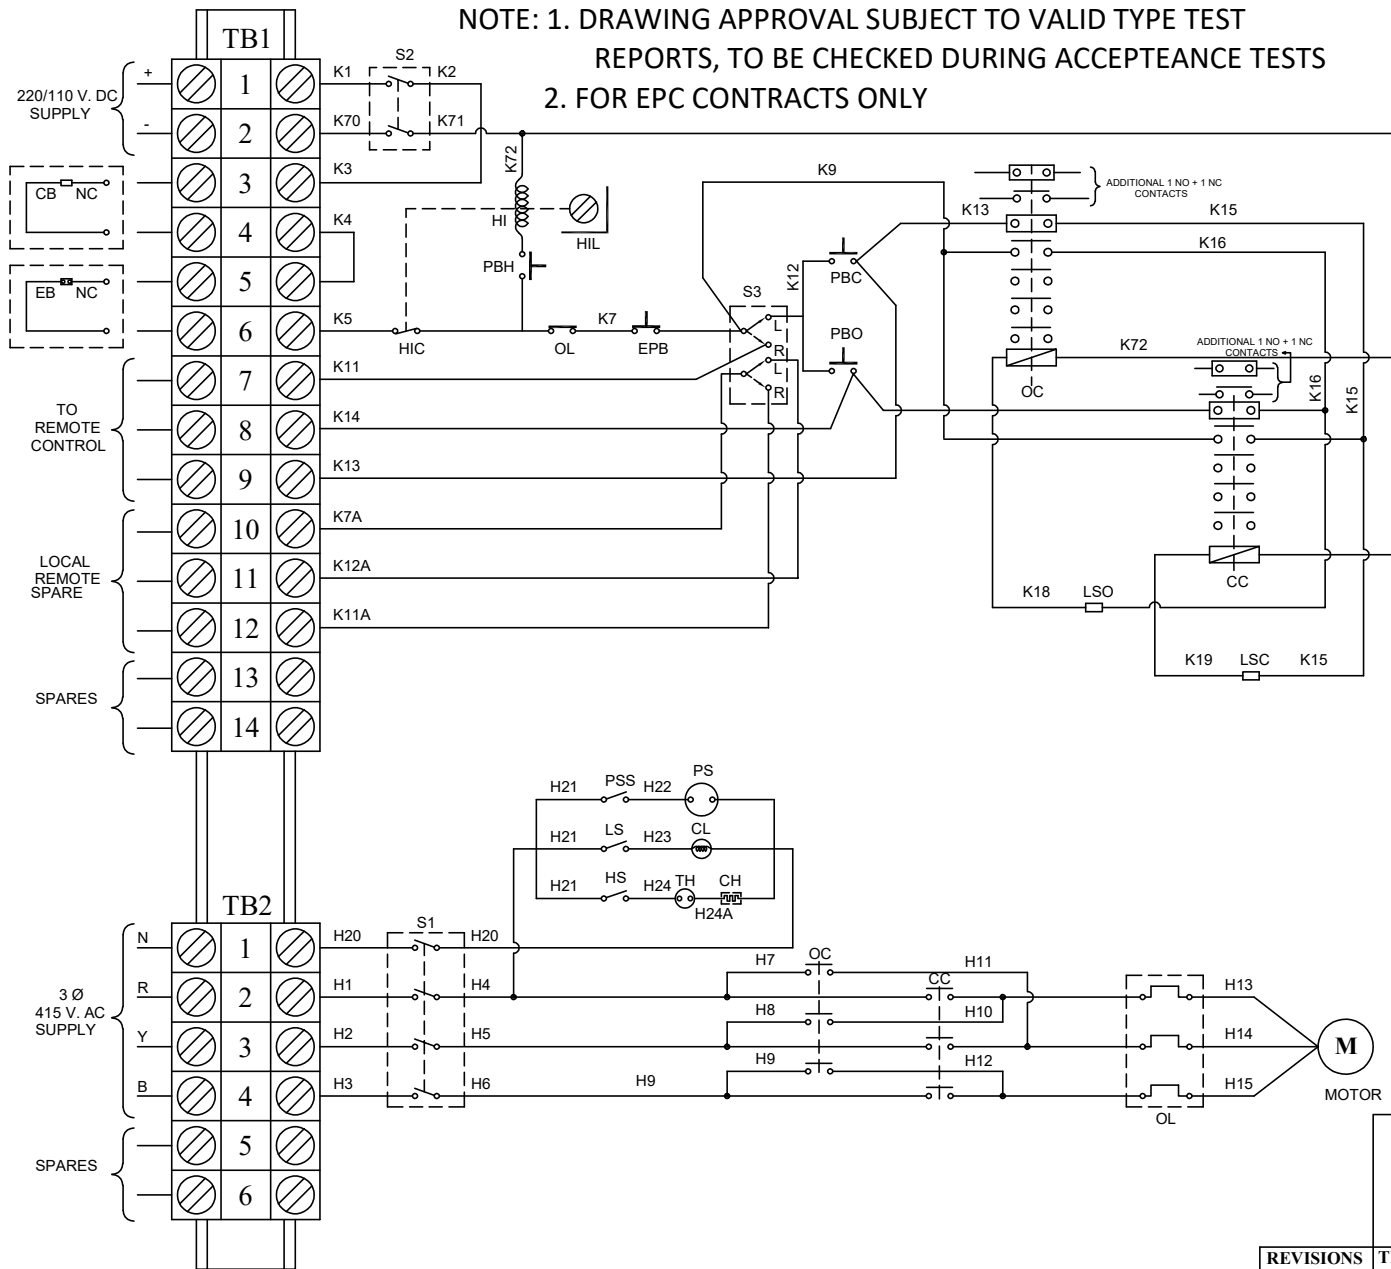 NOTE: 1. DRAWING APPROVAL SUBJECT TO VALID TYPE TEST
REPORTS, TO BE CHECKED DURING ACCEPTEANCE TESTS
2. FOR EPC CONTRACTS ONLY
TB1
220/110 V. DC
SUPPLY
+
-
1
2
3
4
5
6
7
8
9
10
11
12
13
14
CB NC
EB NC
TO
REMOTE
CONTROL
LOCAL
REMOTE
SPARE
SPARES
K1
S2
K2
K70
K71
K3
K4
K5
K11
K14
K13
K7A
K12A
K11A
K72
HI
HIL
PBH
HIC
OL
K7
EPB
S3
L
R
L
R
K12
PBC
PBO
K9
K13
ADDITIONAL 1 NO + 1 NC
CONTACTS
K15
K16
K72
OC
ADDITIONAL 1 NO + 1 NC
CONTACTS
K16
K15
CC
K18
LSO
K19
LSC
K15
H21
PSS
H22
PS
H21
LS
H23
CL
H21
HS
H24
TH
CH
H24A
TB2
3 Ø
415 V. AC
SUPPLY
N
R
Y
B
1
2
3
4
5
6
SPARES
H20
S1
H20
H1
H4
H2
H5
H3
H6
H9
H7
OC
H11
CC
H8
H10
H9
H12
OL
H13
H14
H15
M
MOTOR
REVISIONS